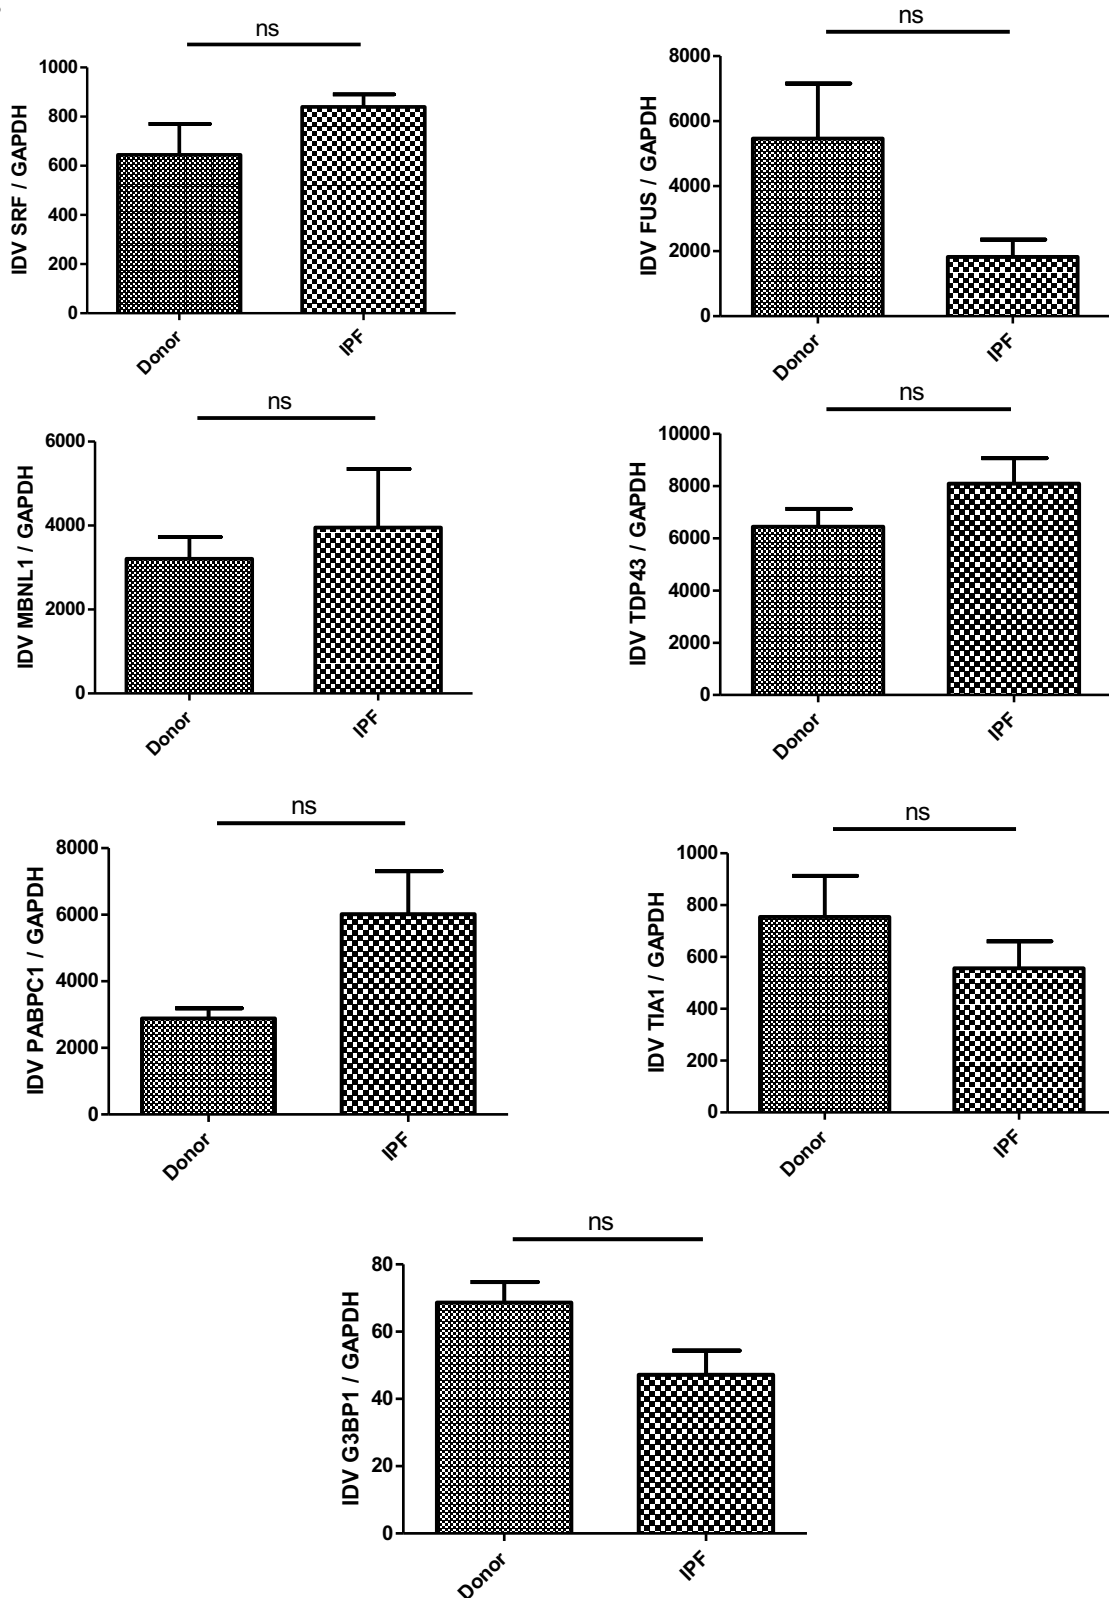 ns
IDV SRF / GAPDH
1000
800
600
400
200
0
Donor
IPF
ns
IDV FUS / GAPDH
8000
6000
4000
2000
0
Donor
IPF
ns
IDV MBNL1 / GAPDH
6000
4000
2000
0
Donor
IPF
ns
IDV TDP43 / GAPDH
10000
8000
6000
4000
2000
0
Donor
IPF
ns
IDV PABPC1 / GAPDH
8000
6000
4000
2000
0
Donor
IPF
ns
IDV TIA1 / GAPDH
1000
800
600
400
200
0
Donor
IPF
ns
IDV G3BP1 / GAPDH
80
60
40
20
0
Donor
IPF